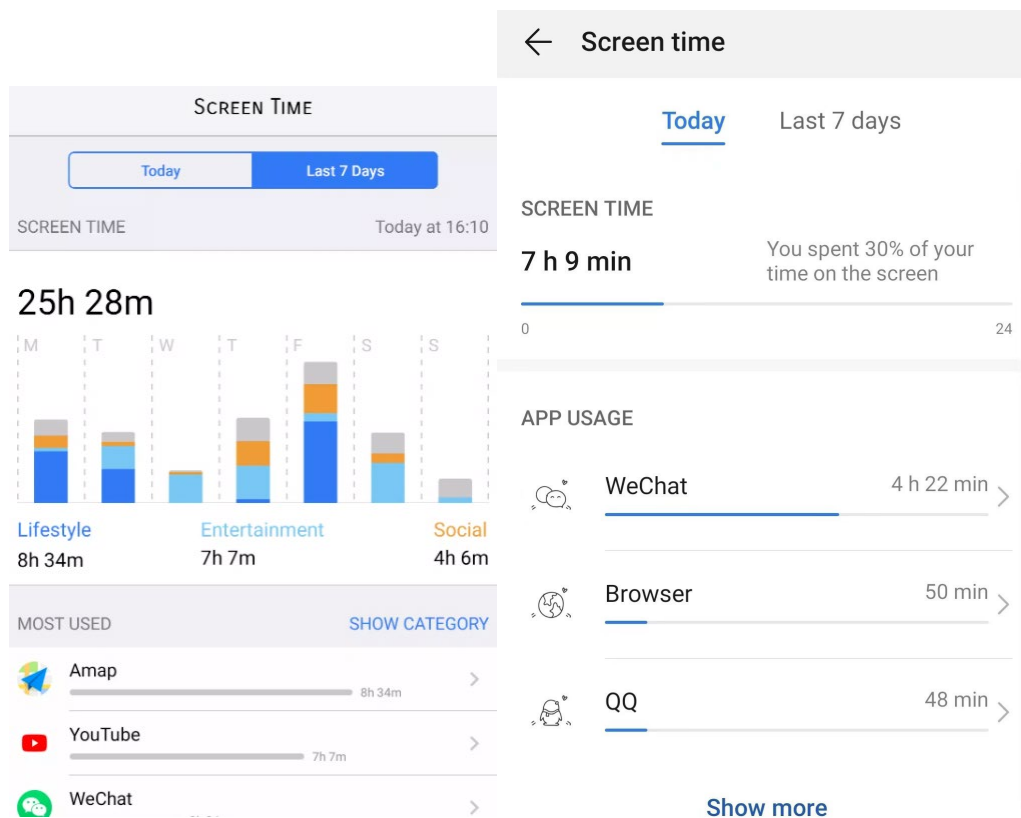 SCREEN TIME
Today
Last 7 Days
SCREEN TIME
Today at 16:10
25h 28m
M
T
W
T
F
S
S
Lifestyle
Entertainment
Social
8h 34m
7h 7m
4h 6m
MOST USED
SHOW CATEGORY
Amap
8h 34m
YouTube
7h 7m
WeChat
Screen time
Today
Last 7 days
SCREEN TIME
7 h 9 min
You spent 30% of your
time on the screen
0
24
APP USAGE
WeChat
4 h 22 min
Browser
50 min
QQ
48 min
Show more